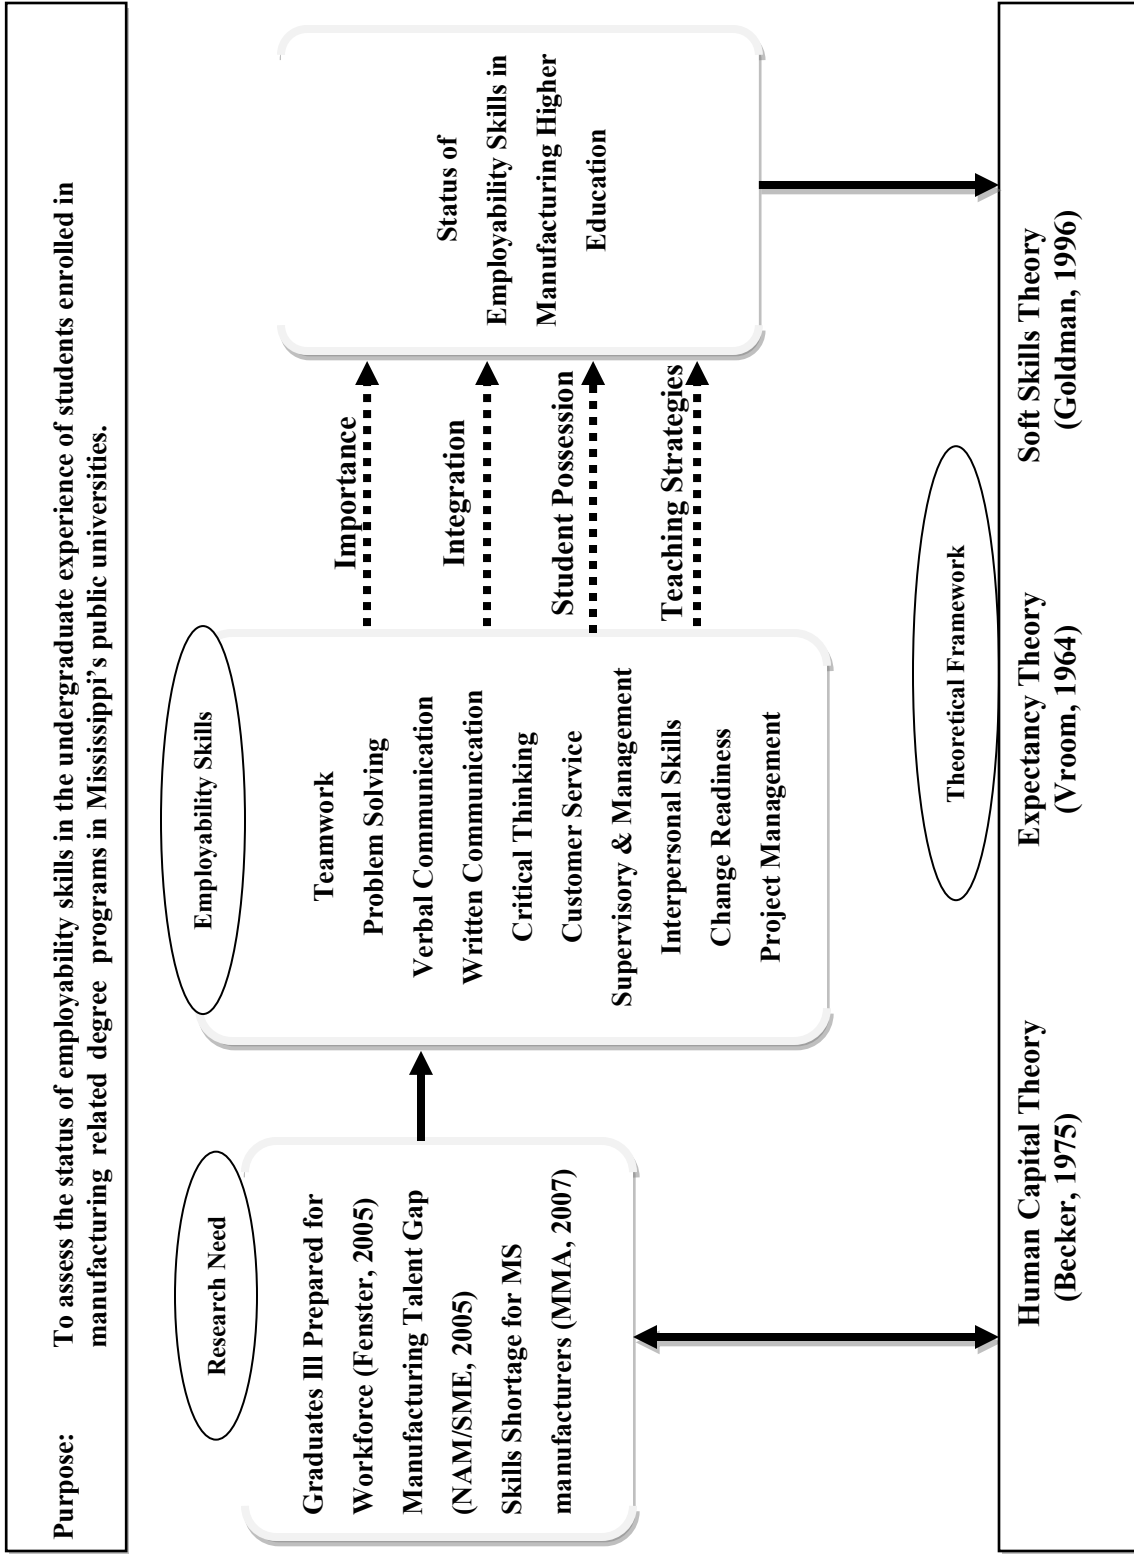 Purpose: To assess the status of employability skills in the undergraduate experience of students enrolled in
manufacturing related degree programs in Mississippi's public universities.
Research Need
Graduates Ill Prepared for
Workforce (Fenster, 2005)
Manufacturing Talent Gap
(NAM/SME, 2005)
Skills Shortage for MS
manufacturers (MMA, 2007)
Employability Skills
Teamwork
Problem Solving
Verbal Communication
Written Communication
Critical Thinking
Customer Service
Supervisory & Management
Interpersonal Skills
Change Readiness
Project Management
Importance
Integration
Student Possession
Teaching Strategies
Status of
Employability Skills in
Manufacturing Higher
Education
Theoretical Framework
Human Capital Theory
(Becker, 1975)
Expectancy Theory
(Vroom, 1964)
Soft Skills Theory
(Goldman, 1996)